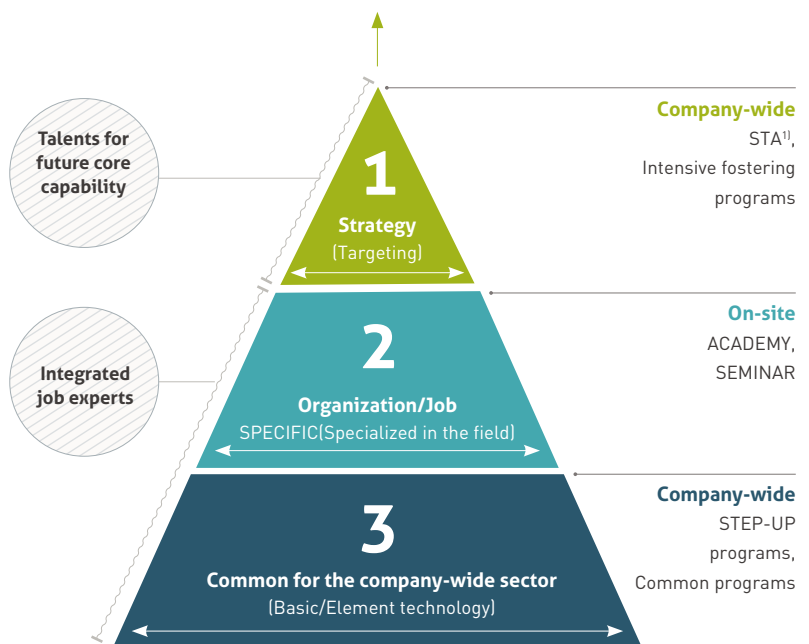 Talents for
future core
capability
1
Strategy
(Targeting)
Company-wide
STA¹⁾,
Intensive fostering
programs
Integrated
job experts
2
Organization/Job
SPECIFIC(Specialized in the field)
On-site
ACADEMY,
SEMINAR
3
Common for the company-wide sector
(Basic/Element technology)
Company-wide
STEP-UP
programs,
Common programs